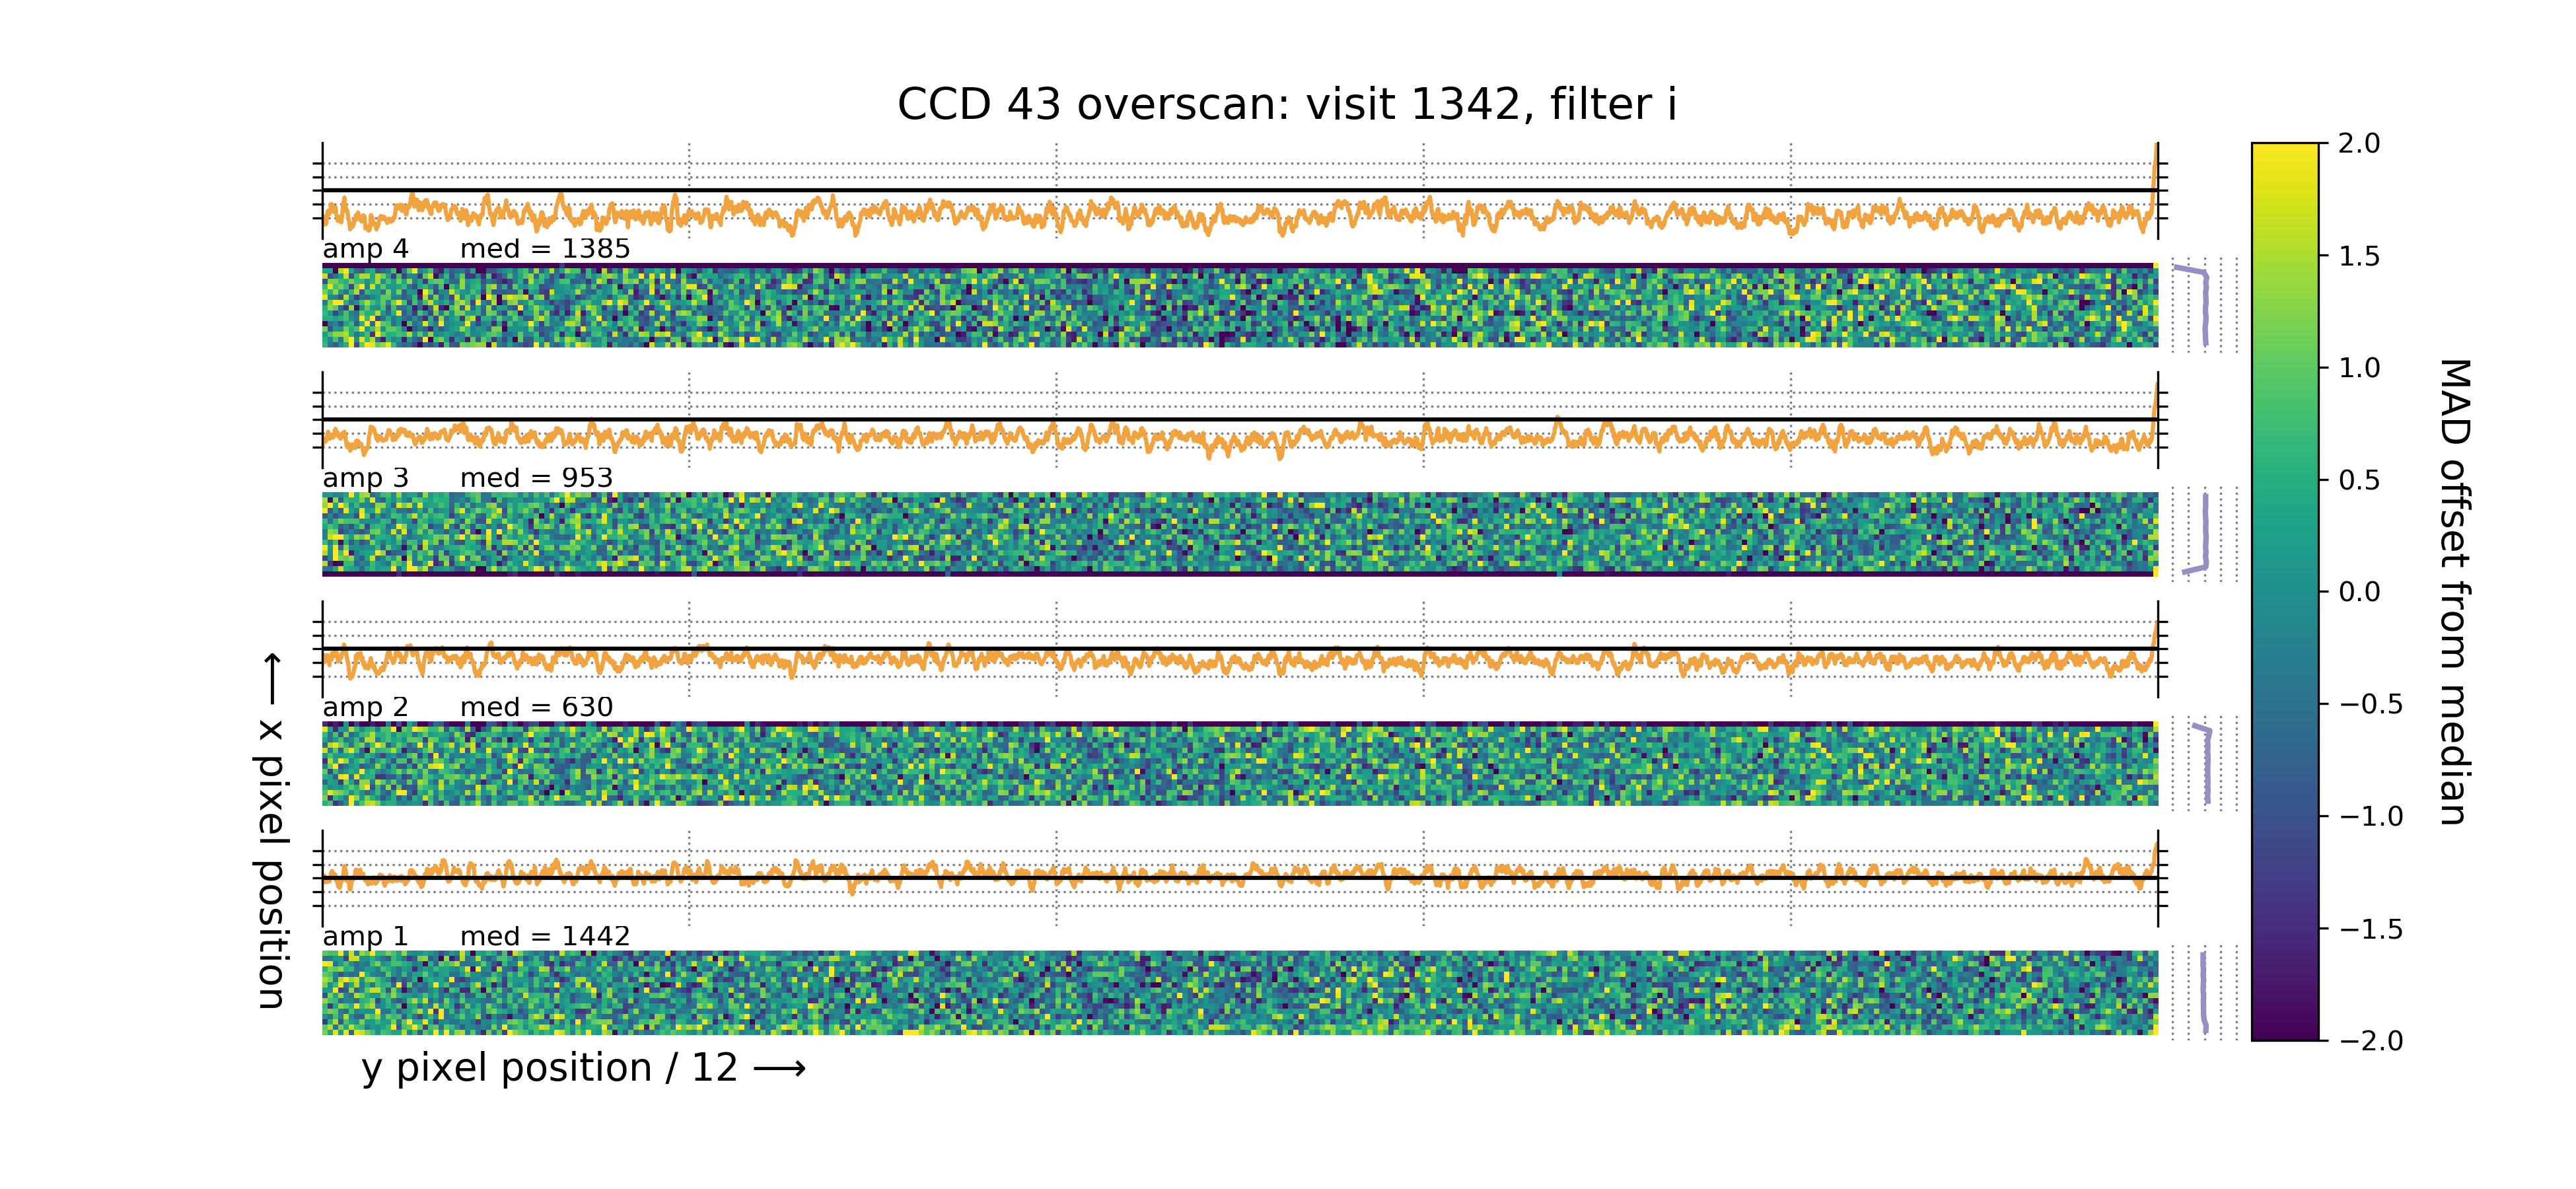 CCD 43 overscan: visit 1342, filter i
amp 4 med = 1385
amp 3 med = 953
amp 2 med = 630
amp 1 med = 1442
⟵ x pixel position
y pixel position / 12 ⟶
2.0
1.5
1.0
0.5
0.0
−0.5
−1.0
−1.5
−2.0
MAD offset from median